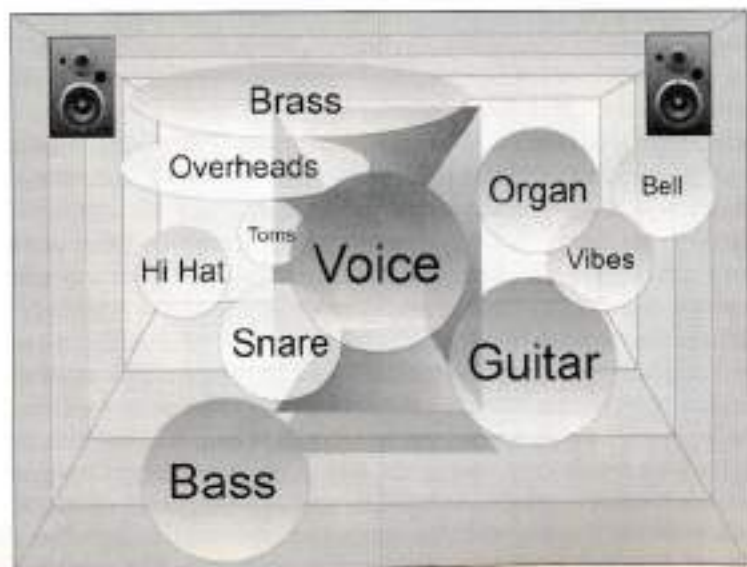 Brass
Overheads
Organ
Bell
Toms
Hi Hat
Voice
Vibes
Snare
Guitar
Bass